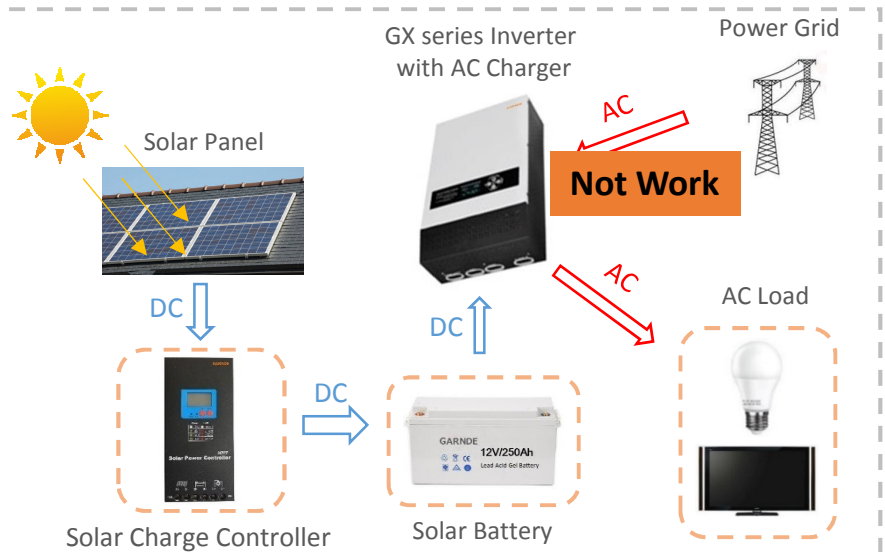 GX series Inverter
with AC Charger
Power Grid
Solar Panel
AC
Not Work
AC
DC
DC
AC Load
DC
Solar Power Controller
GARNDE
12V/250Ah
Lead Acid Gel Battery
Solar Charge Controller
Solar Battery